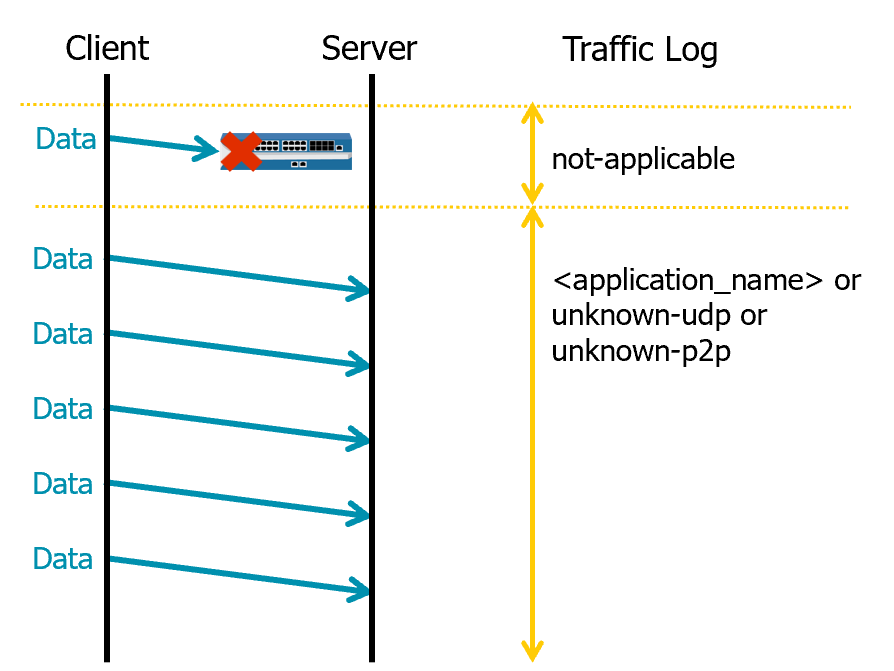 Client Server Traffic Log
Data
not-applicable
Data
<application_name> or
unknown-udp or
unknown-p2p
Data
Data
Data
Data